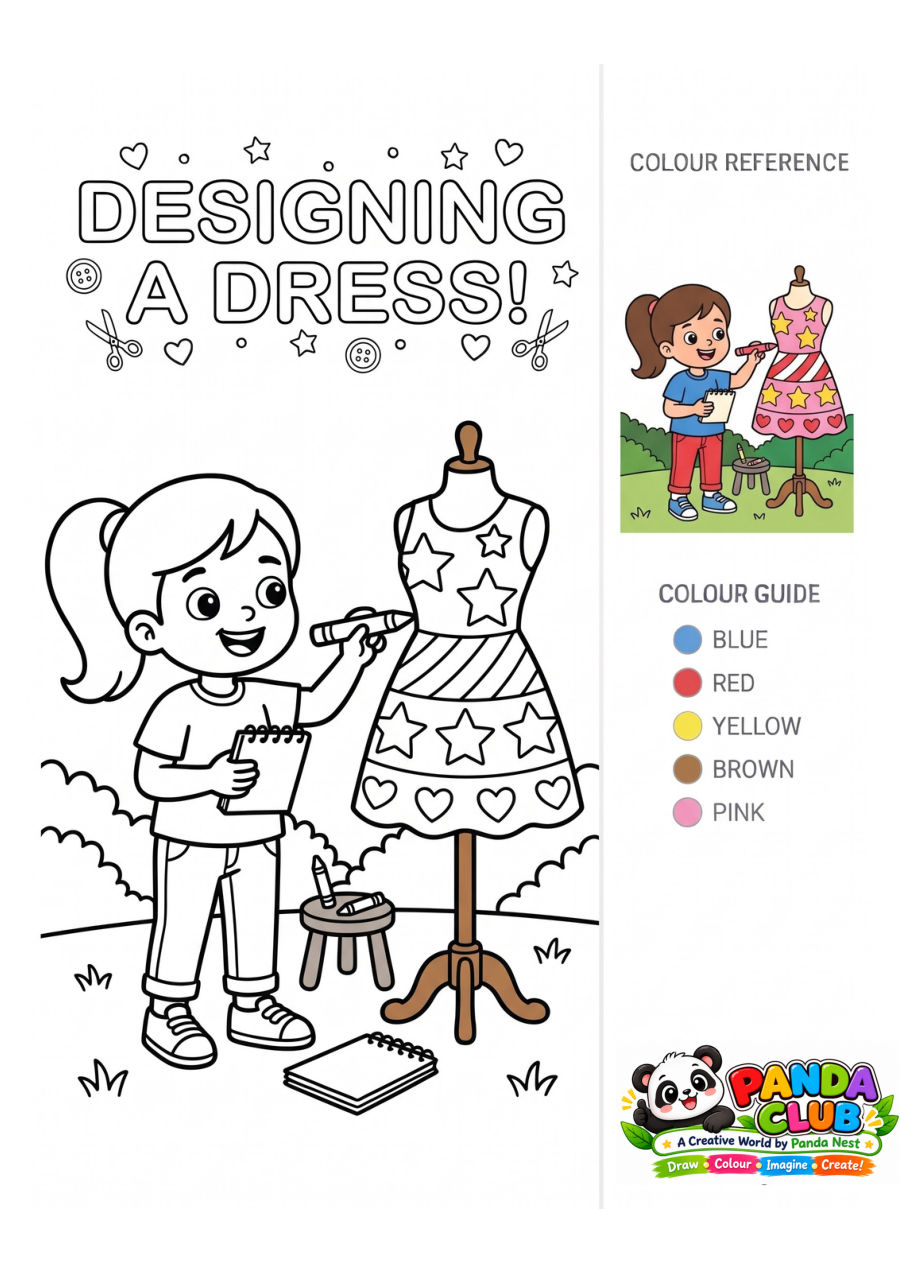 DESIGNING
A DRESS!
COLOUR REFERENCE
COLOUR GUIDE
BLUE
RED
YELLOW
BROWN
PINK
PANDA
CLUB
A Creative World by Panda Nest
Draw • Colour • Imagine • Create!